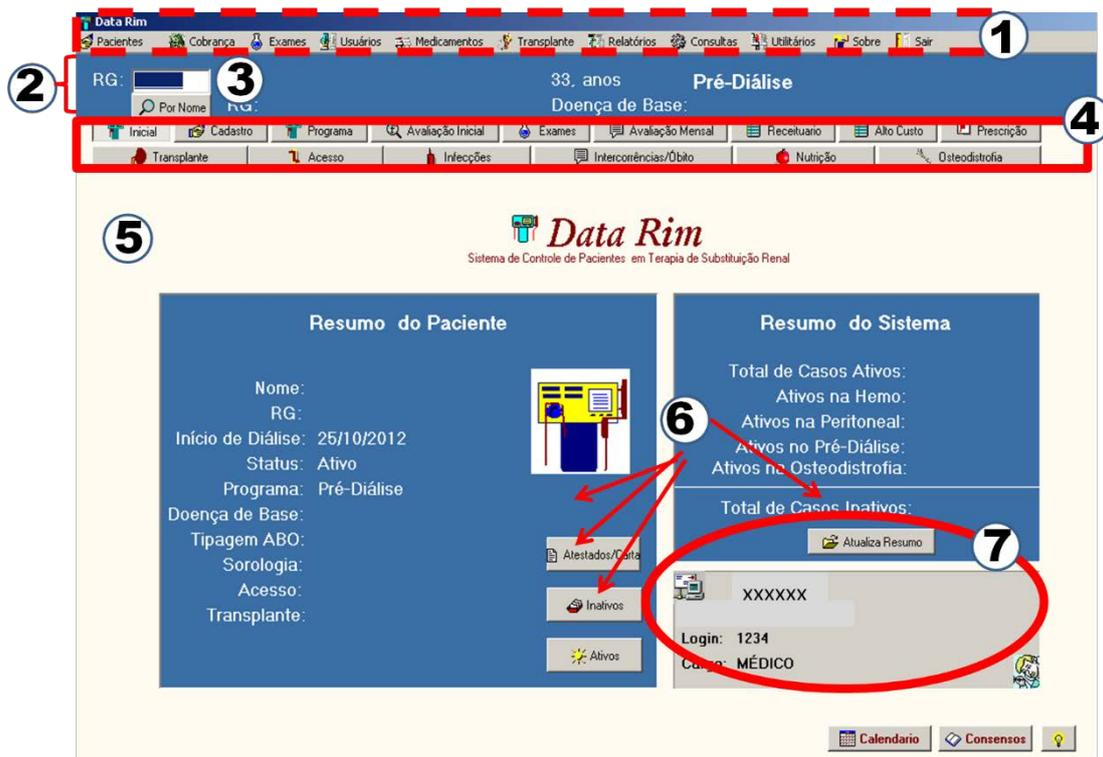 Data Rim
Pacientes Cobrança Exames Usuários Medicamentos Transplante Relatórios Consultas Utilitários Sobre Sair
1
2
RG:
3
33, anos Pré-Diálise
Por Nome RG:
Doença de Base:
4
Inicial Cadastro Programa Avaliação Inicial Exames Avaliação Mensal Receituario Alto Custo Prescrição
Transplante Acesso Infecções Intercorrências/Óbito Nutrição Osteodistrofia
5
Data Rim
Sistema de Controle de Pacientes em Terapia de Substituição Renal
Resumo do Paciente
Nome:
RG:
Início de Diálise: 25/10/2012
Status: Ativo
Programa: Pré-Diálise
Doença de Base:
Tipagem ABO:
Sorologia:
Acesso:
Transplante:
Atestados/Carta
Inativos
Ativos
6
Resumo do Sistema
Total de Casos Ativos:
Ativos na Hemo:
Ativos na Peritoneal:
Ativos no Pré-Diálise:
Ativos na Osteodistrofia:
Total de Casos Inativos:
Atualiza Resumo
7
XXXXXX
Login: 1234
Cargo: MÉDICO
Calendario Consensos